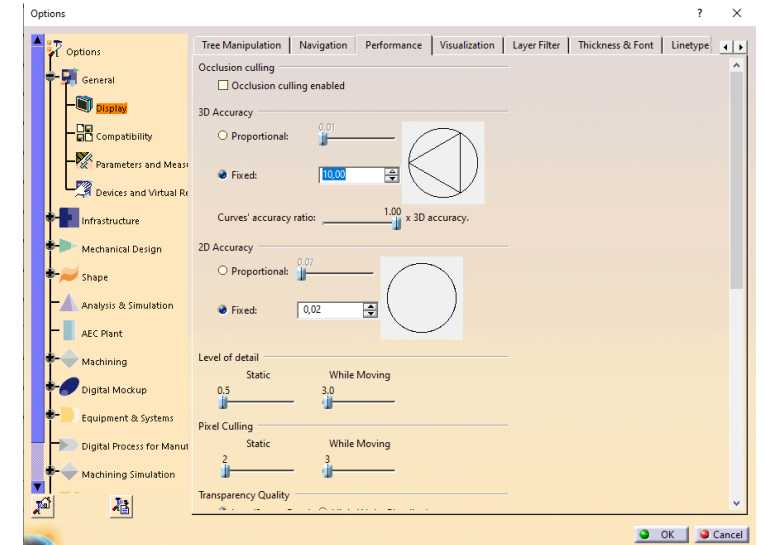 Options
? ×
Options
General
Display
Compatibility
Parameters and Measu
Devices and Virtual Re
Infrastructure
Mechanical Design
Shape
Analysis & Simulation
AEC Plant
Machining
Digital Mockup
Equipment & Systems
Digital Process for Manuf
Machining Simulation
Tree Manipulation Navigation Performance Visualization Layer Filter Thickness & Font Linetype
Occlusion culling
Occlusion culling enabled
3D Accuracy
0.01
Proportional:
Fixed: 10,00
1.00
Curves' accuracy ratio: x 3D accuracy.
2D Accuracy
0.02
Proportional:
Fixed: 0,02
Level of detail
Static While Moving
0.5 3.0
Pixel Culling
Static While Moving
2 3
Transparency Quality
OK Cancel